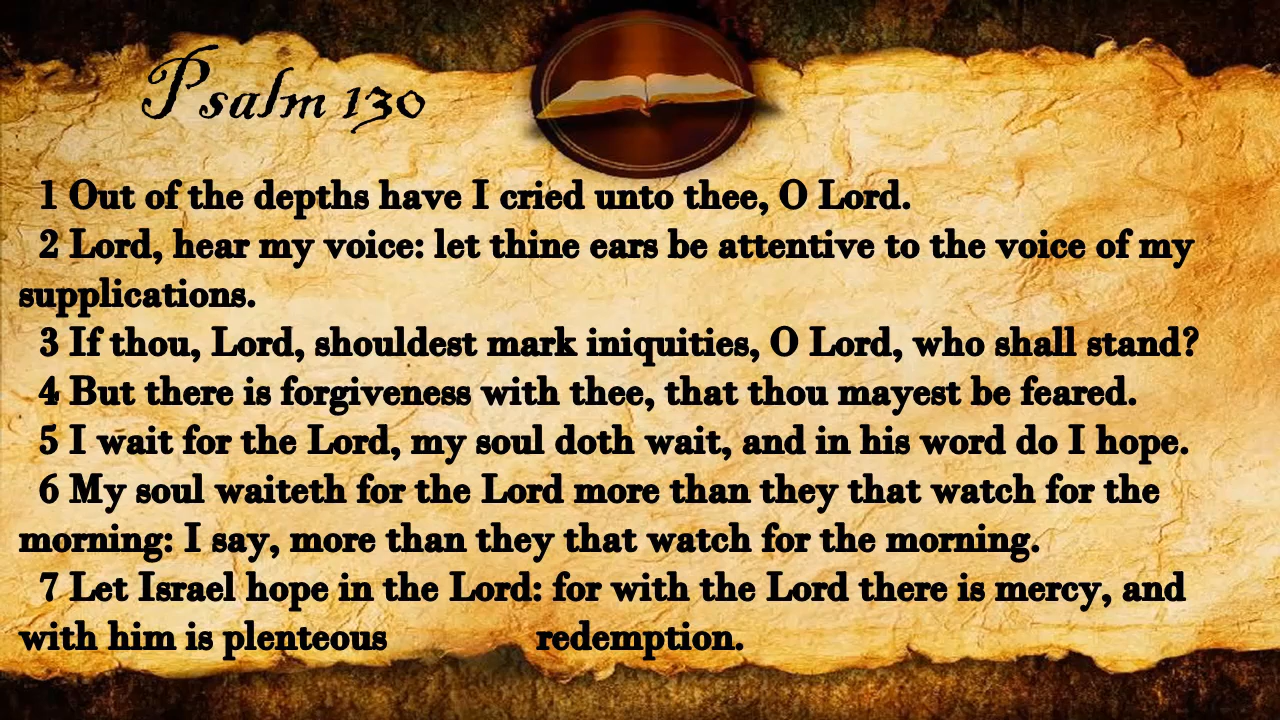 Psalm 130
1 Out of the depths have I cried unto thee, O Lord.
2 Lord, hear my voice: let thine ears be attentive to the voice of my
supplications.
3 If thou, Lord, shouldest mark iniquities, O Lord, who shall stand?
4 But there is forgiveness with thee, that thou mayest be feared.
5 I wait for the Lord, my soul doth wait, and in his word do I hope.
6 My soul waiteth for the Lord more than they that watch for the
morning: I say, more than they that watch for the morning.
7 Let Israel hope in the Lord: for with the Lord there is mercy, and
with him is plenteous redemption.